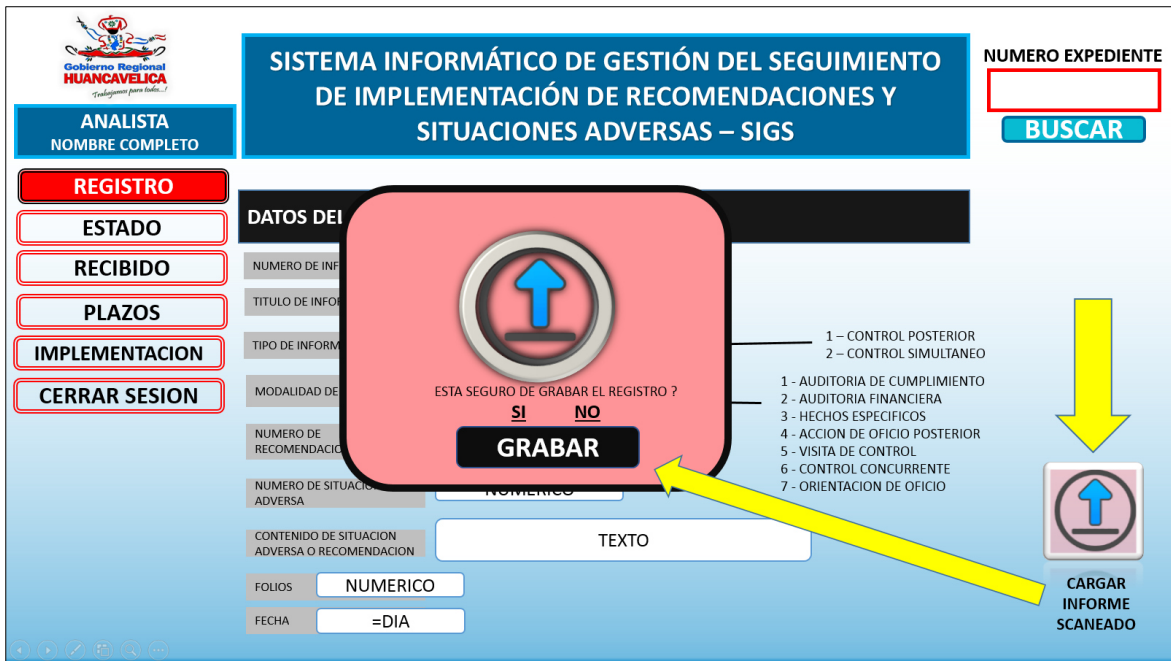 Gobierno Regional
HUANCAVELICA
Trabajamos para todos...!
ANALISTA
NOMBRE COMPLETO
SISTEMA INFORMÁTICO DE GESTIÓN DEL SEGUIMIENTO
DE IMPLEMENTACIÓN DE RECOMENDACIONES Y
SITUACIONES ADVERSAS – SIGS
NUMERO EXPEDIENTE
BUSCAR
REGISTRO
ESTADO
RECIBIDO
PLAZOS
IMPLEMENTACION
CERRAR SESION
DATOS DEL
NUMERO DE INF
TITULO DE INFOR
TIPO DE INFORM
MODALIDAD DE
NUMERO DE
RECOMENDACIO
NUMERO DE SITUACIO
ADVERSA
NUMERICO
CONTENIDO DE SITUACION
ADVERSA O RECOMENDACION
TEXTO
FOLIOS
NUMERICO
FECHA
=DIA
ESTA SEGURO DE GRABAR EL REGISTRO ?
SI NO
GRABAR
1 – CONTROL POSTERIOR
2 – CONTROL SIMULTANEO
1 - AUDITORIA DE CUMPLIMIENTO
2 - AUDITORIA FINANCIERA
3 - HECHOS ESPECIFICOS
4 - ACCION DE OFICIO POSTERIOR
5 - VISITA DE CONTROL
6 - CONTROL CONCURRENTE
7 - ORIENTACION DE OFICIO
CARGAR
INFORME
SCANEADO